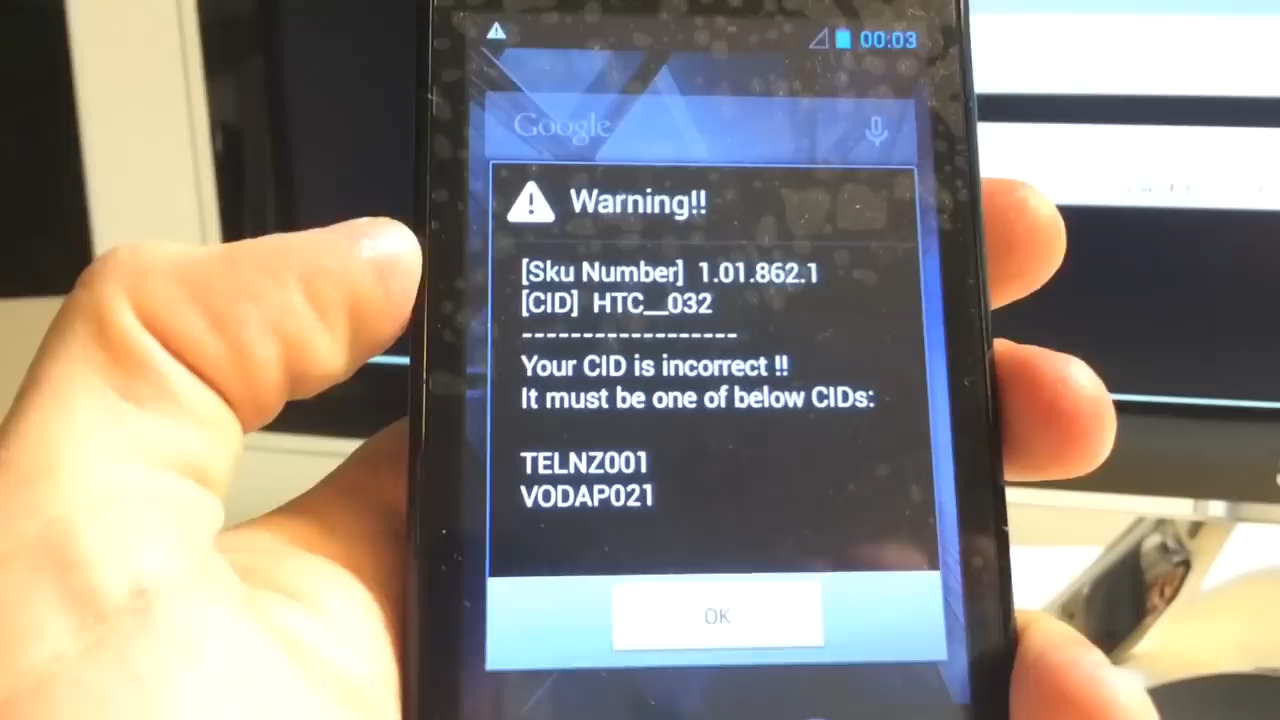 00:03
Google
Warning!!
[Sku Number] 1.01.862.1
[CID] HTC__032
------------------
Your CID is incorrect !!
It must be one of below CIDs:
TELNZ001
VODAP021
OK